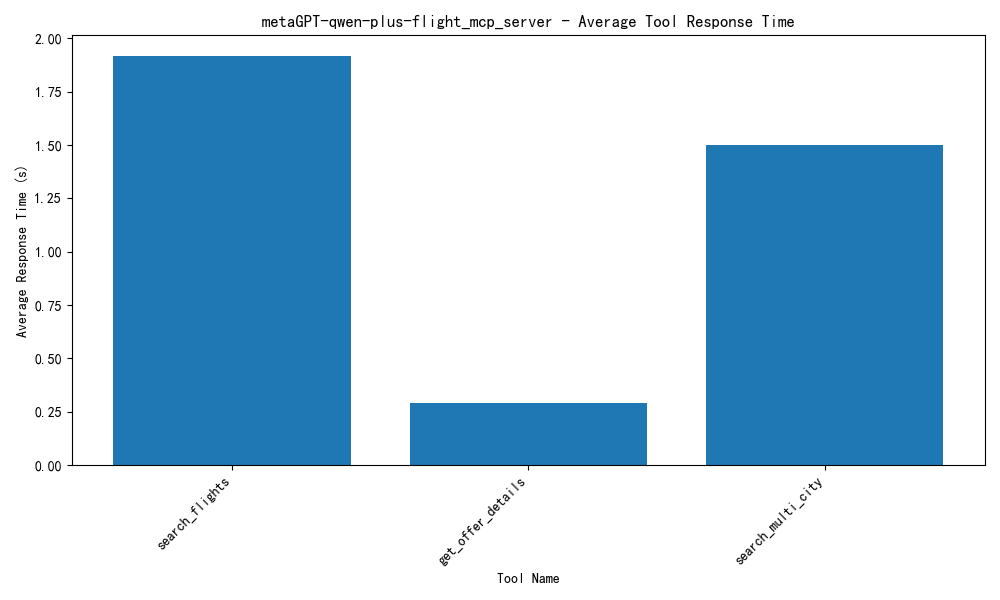 metaGPT-qwen-plus-flight_mcp_server - Average Tool Response Time
2.00
1.75
1.50
1.25
1.00
0.75
0.50
0.25
0.00
Average Response Time (s)
search_flights
get_offer_details
search_multi_city
Tool Name